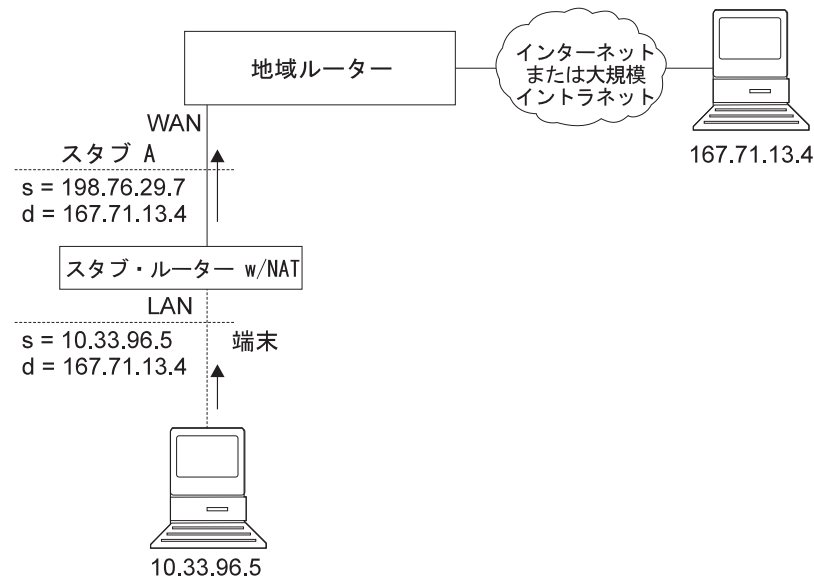 地域ルーター
インターネット
または大規模
イントラネット
167.71.13.4
WAN
スタブ A
s = 198.76.29.7
d = 167.71.13.4
スタブ・ルーター w/NAT
LAN
s = 10.33.96.5
端末
d = 167.71.13.4
10.33.96.5